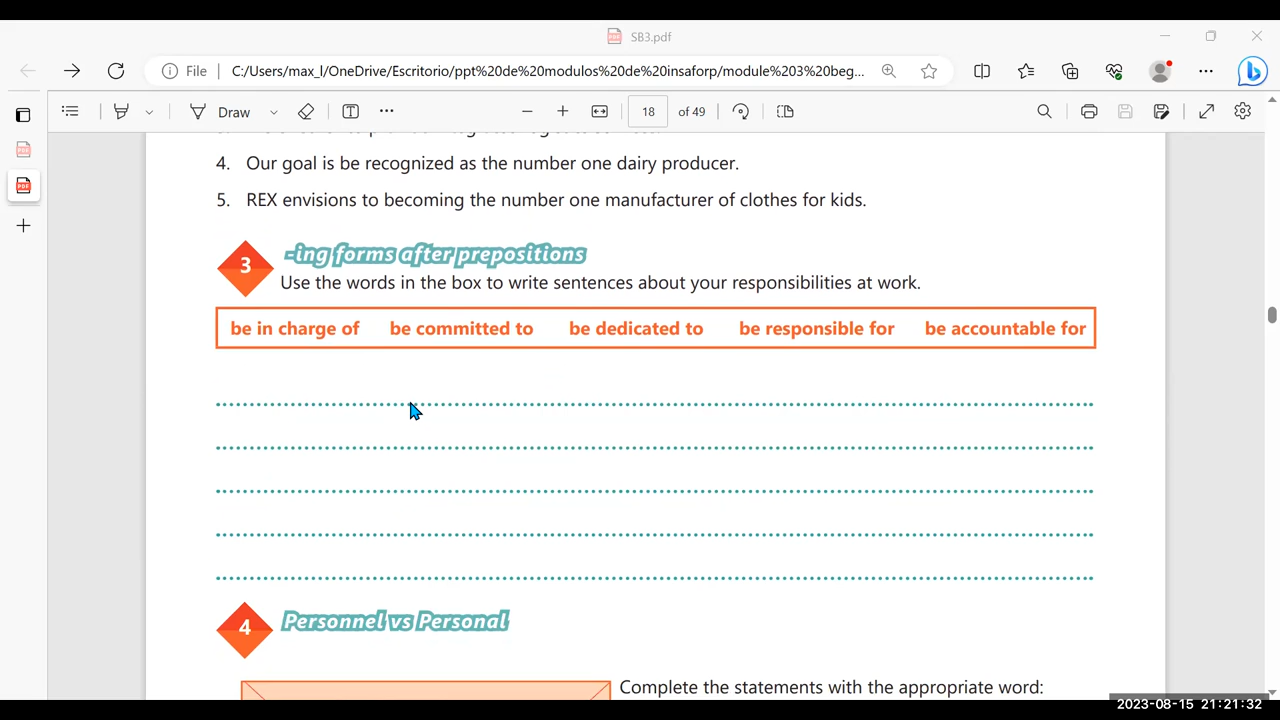 SB3.pdf
File C:/Users/max_l/OneDrive/Escritorio/ppt%20de%20modulos%20de%20insaforp/module%203%20beg...
Draw 18 of 49
4. Our goal is be recognized as the number one dairy producer.
5. REX envisions to becoming the number one manufacturer of clothes for kids.
3 -ing forms after prepositions
Use the words in the box to write sentences about your responsibilities at work.
be in charge of be committed to be dedicated to be responsible for be accountable for
4 Personnel vs Personal
Complete the statements with the appropriate word:
2023-08-15 21:21:32